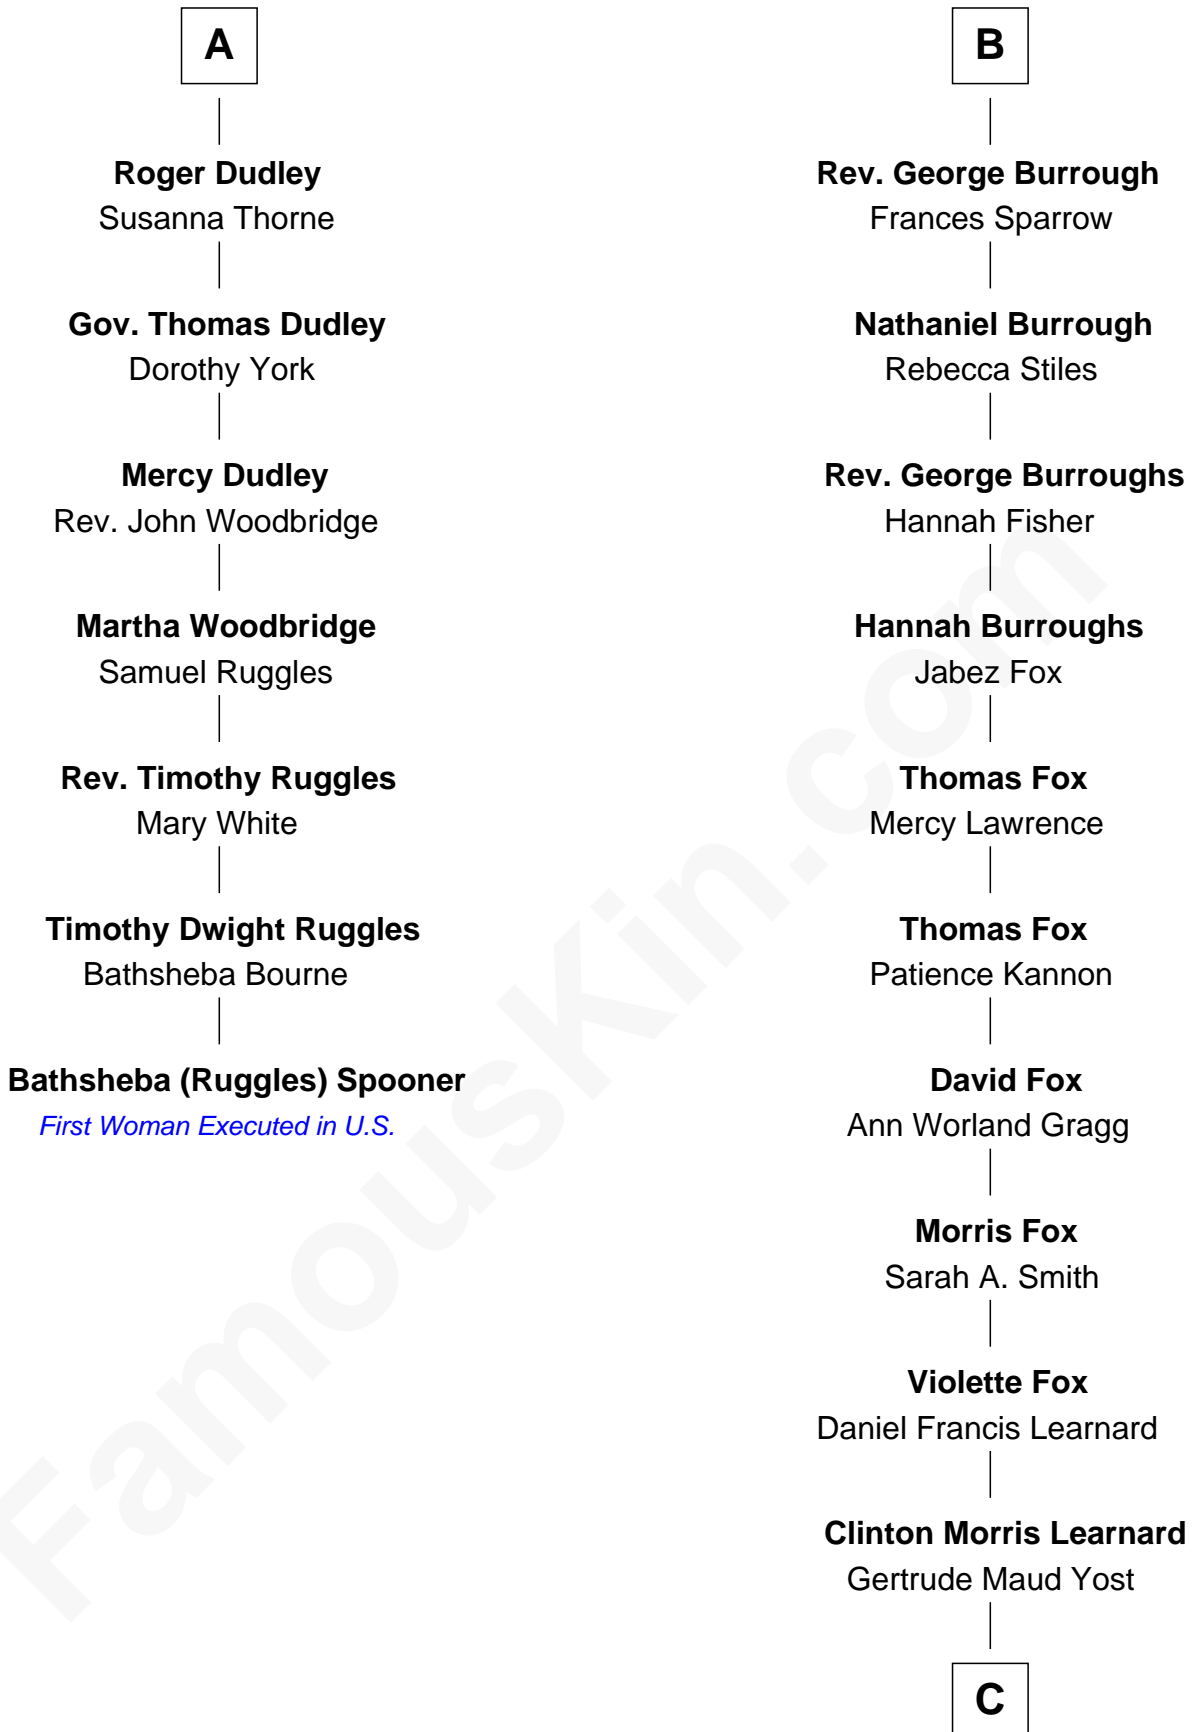 A
Roger Dudley
Susanna Thorne
Gov. Thomas Dudley
Dorothy York
Mercy Dudley
Rev. John Woodbridge
Martha Woodbridge
Samuel Ruggles
Rev. Timothy Ruggles
Mary White
Timothy Dwight Ruggles
Bathsheba Bourne
Bathsheba (Ruggles) Spooner
First Woman Executed in U.S.
B
Rev. George Burrough
Frances Sparrow
Nathaniel Burrough
Rebecca Stiles
Rev. George Burroughs
Hannah Fisher
Hannah Burroughs
Jabez Fox
Thomas Fox
Mercy Lawrence
Thomas Fox
Patience Kannon
David Fox
Ann Worland Gragg
Morris Fox
Sarah A. Smith
Violette Fox
Daniel Francis Learnard
Clinton Morris Learnard
Gertrude Maud Yost
C
FamousKin.com